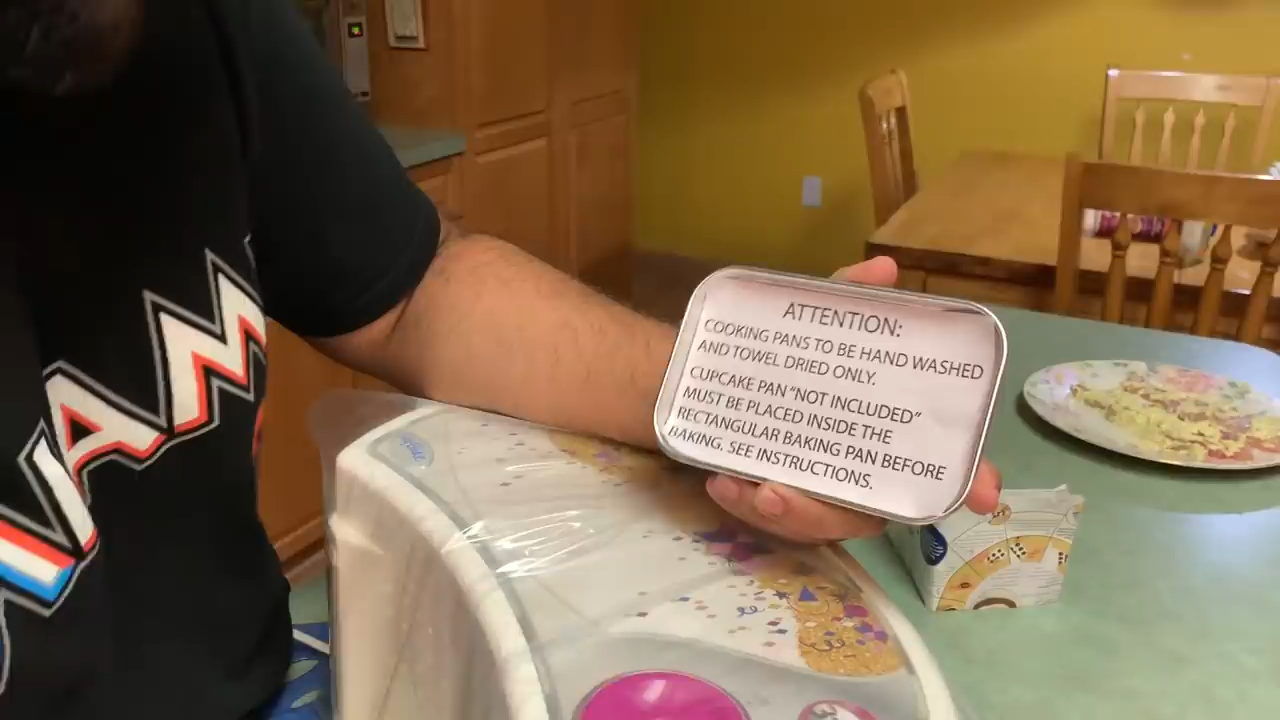 ATTENTION:
COOKING PANS TO BE HAND WASHED
AND TOWEL DRIED ONLY.
CUPCAKE PAN “NOT INCLUDED”
MUST BE PLACED INSIDE THE
RECTANGULAR BAKING PAN BEFORE
BAKING. SEE INSTRUCTIONS.